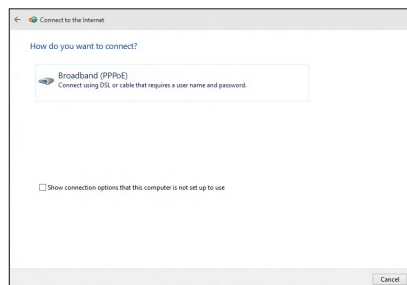 Connect to the Internet
How do you want to connect?
Broadband (PPPoE)
Connect using DSL or cable that requires a user name and password.
Show connection options that this computer is not set up to use
Cancel